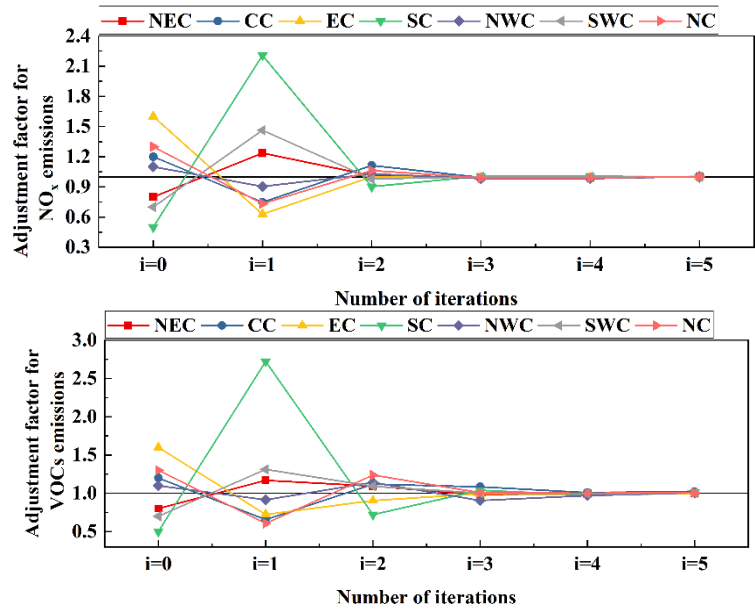 NEC CC EC SC NWC SWC NC
Adjustment factor for
NOx emissions
2.4
2.1
1.8
1.5
1.2
0.9
0.6
0.3
i=0 i=1 i=2 i=3 i=4 i=5
Number of iterations
NEC CC EC SC NWC SWC NC
Adjustment factor for
VOCs emissions
3.0
2.5
2.0
1.5
1.0
0.5
i=0 i=1 i=2 i=3 i=4 i=5
Number of iterations